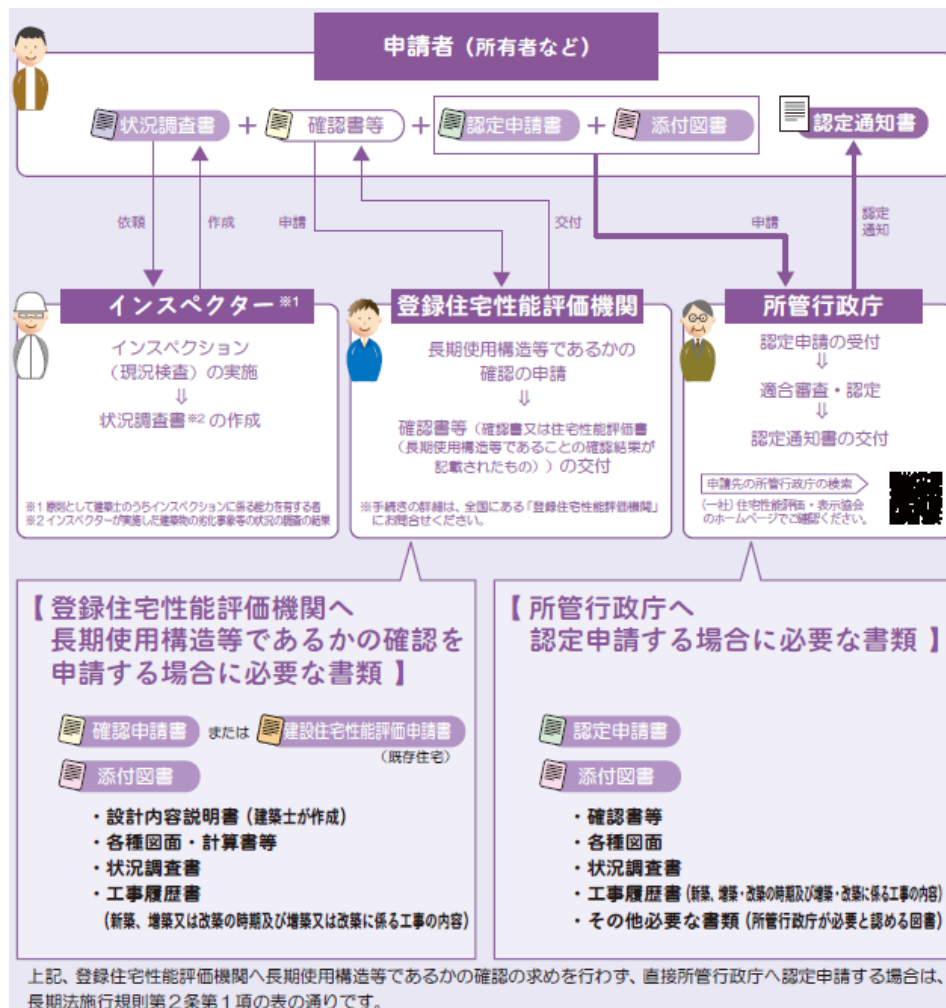 申請者（所有者など）
状況調査書 + 確認書等 + 認定申請書 + 添付図書 認定通知書
依頼 作成 申請 交付 申請 認定
通知
インスペクター※1
インスペクション
（現況検査）の実施
⇓
状況調査書※2 の作成
※1 原則として建築士のうちインスペクションに係る能力を有する者
※2 インスペクターが実施した建築物の劣化事象等の状況の調査の結果
登録住宅性能評価機関
長期使用構造等であるかの
確認の申請
⇓
確認書等（確認書又は住宅性能評価書
（長期使用構造等であることの確認結果が
記載されたもの））の交付
※手続きの詳細は、全国にある「登録住宅性能評価機関」
にお問合せください。
所管行政庁
認定申請の受付
⇓
適合審査・認定
⇓
認定通知書の交付
申請先の所管行政庁の検索
（一社）住宅性能評価・表示協会
のホームページでご確認ください。
【 登録住宅性能評価機関へ
長期使用構造等であるかの確認を
申請する場合に必要な書類 】
確認申請書 または 建設住宅性能評価申請書
（既存住宅）
添付図書
・設計内容説明書（建築士が作成）
・各種図面・計算書等
・状況調査書
・工事履歴書
（新築、増築又は改築の時期及び増築又は改築に係る工事の内容）
【 所管行政庁へ
認定申請する場合に必要な書類 】
認定申請書
添付図書
・確認書等
・各種図面
・状況調査書
・工事履歴書（新築、増築・改築の時期及び増築・改築に係る工事の内容）
・その他必要な書類（所管行政庁が必要と認める図書）
上記、登録住宅性能評価機関へ長期使用構造等であるかの確認の求めを行わず、直接所管行政庁へ認定申請する場合は、
長期法施行規則第２条第１項の表の通りです。